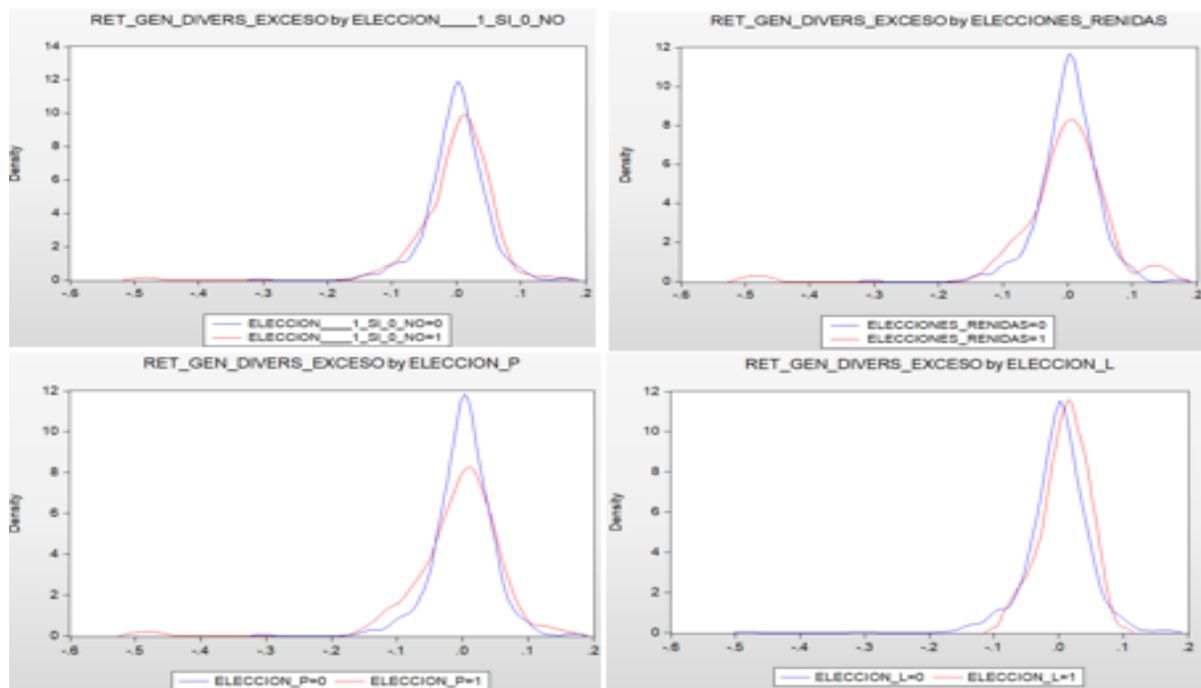 RET_GEN_DIVERS_EXCESO by ELECCION____1_SI_0_NO
14
12
10
8
6
4
2
0
Density
-.6 -.5 -.4 -.3 -.2 -.1 .0 .1 .2
ELECCION____1_SI_0_NO=0
ELECCION____1_SI_0_NO=1
RET_GEN_DIVERS_EXCESO by ELECCIONES_RENIDAS
12
10
8
6
4
2
0
Density
-.6 -.5 -.4 -.3 -.2 -.1 .0 .1 .2
ELECCIONES_RENIDAS=0
ELECCIONES_RENIDAS=1
RET_GEN_DIVERS_EXCESO by ELECCION_P
12
10
8
6
4
2
0
Density
-.6 -.5 -.4 -.3 -.2 -.1 .0 .1 .2
ELECCION_P=0 ELECCION_P=1
RET_GEN_DIVERS_EXCESO by ELECCION_L
12
10
8
6
4
2
0
Density
-.6 -.5 -.4 -.3 -.2 -.1 .0 .1 .2
ELECCION_L=0 ELECCION_L=1